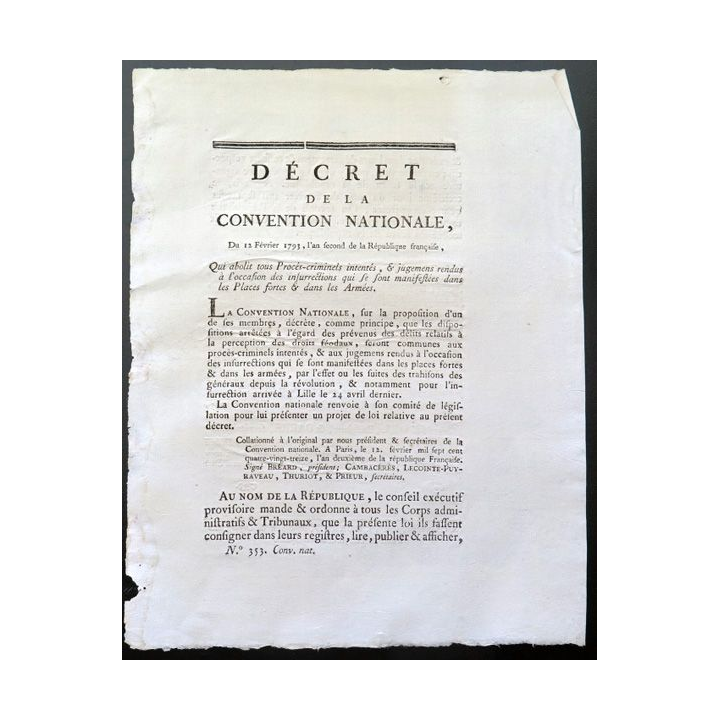 DÉCRET
DE LA
CONVENTION NATIONALE,
Du 12 Février 1793, l'an second de la République françaiſe,
Qui abolit tous Procès-criminels intentés, & jugemens rendus
à l'occaſion des inſurrections qui ſe ſont manifeſtées dans
les Places fortes & dans les Armées.
LA CONVENTION NATIONALE, ſur la propoſition d'un
de ſes membres, décrète, comme principe, que les diſpo-
ſitions arrêtées à l'égard des prévenus des délits relatifs à
la perception des droits féodaux, ſeront communes aux
procès-criminels intentés, & aux jugemens rendus à l'occaſion
des inſurrections qui ſe ſont manifeſtées dans les places fortes
& dans les armées, par l'effet ou les ſuites des trahiſons des
généraux depuis la révolution, & notamment pour l'in-
ſurrection arrivée à Lille le 24 avril dernier.
La Convention nationale renvoie à ſon comité de légiſ-
lation pour lui préſenter un projet de loi relative au préſent
décret.
Collationné à l'original par nous préſident & ſecrétaires de la
Convention nationale. A Paris, le 12. février mil ſept cent
quatre-vingt-treize, l'an deuxième de la république Françaiſe.
Signé BRÉARD, préſident; CAMBACÉRÈS, LECOINTE-PUY-
RAVEAU, THURIOT, & PRIEUR, ſecrétaires.
AU NOM DE LA RÉPUBLIQUE, le conſeil exécutif
proviſoire mande & ordonne à tous les Corps admi-
niſtratifs & Tribunaux, que la préſente loi ils faſſent
conſigner dans leurs regiſtres, lire, publier & afficher,
N.° 353. Conv. nat.